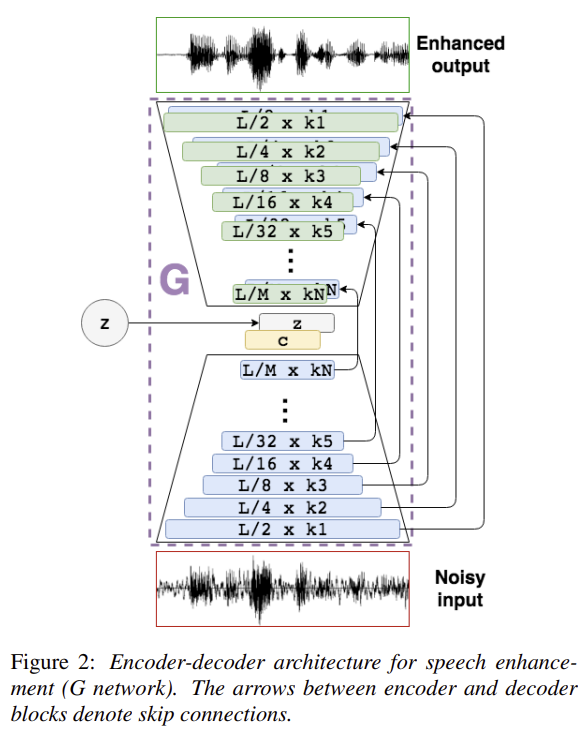 Enhanced
output
L/2 x k1
L/4 x k2
L/8 x k3
L/16 x k4
L/32 x k5
L/M x kN
G
z
z
c
L/M x kN
L/32 x k5
L/16 x k4
L/8 x k3
L/4 x k2
L/2 x k1
Noisy
input
Figure 2: Encoder-decoder architecture for speech enhance-
ment (G network). The arrows between encoder and decoder
blocks denote skip connections.